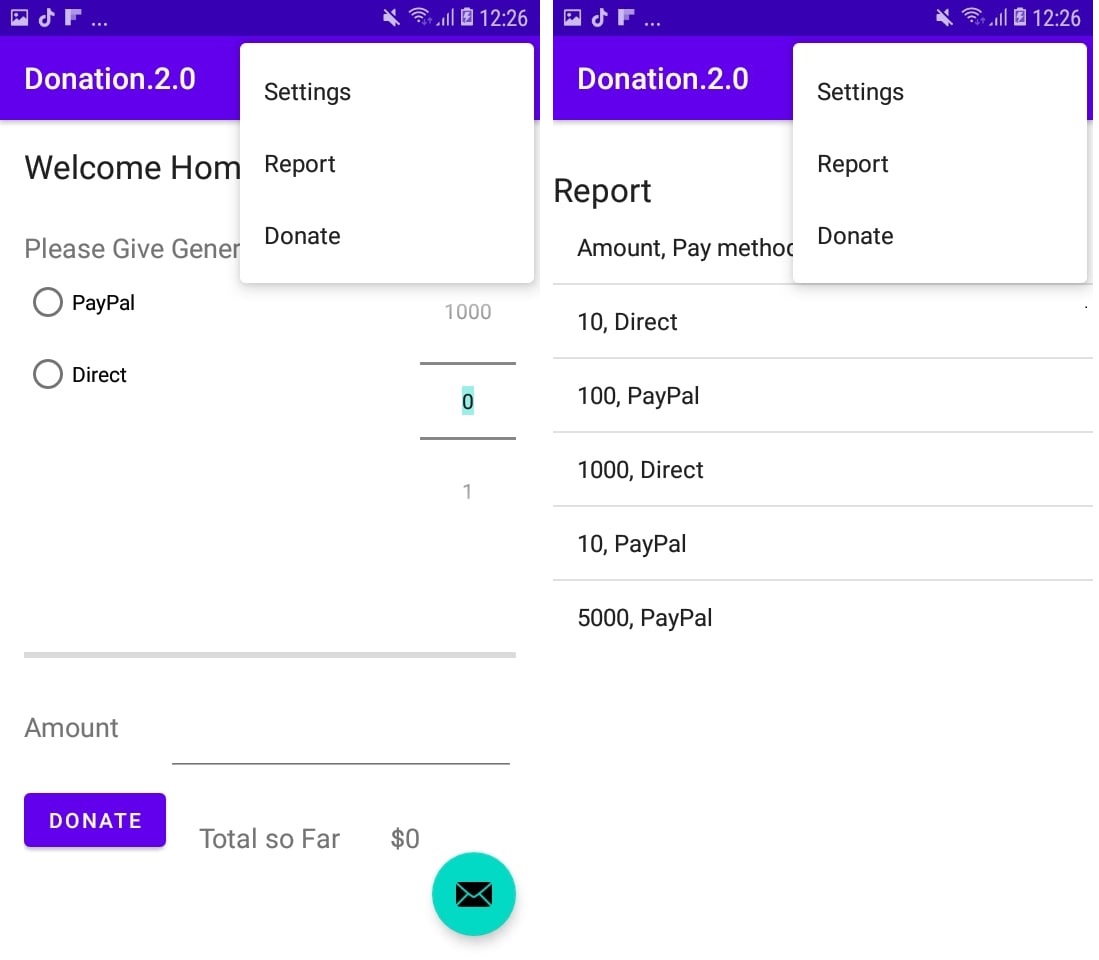 ... 12:26
Donation.2.0
Settings
Welcome Hom
Report
Please Give Gener
Donate
PayPal
1000
Direct
0
1
Amount
DONATE
Total so Far $0
... 12:26
Donation.2.0
Settings
Report
Report
Amount, Pay method
Donate
10, Direct
100, PayPal
1000, Direct
10, PayPal
5000, PayPal